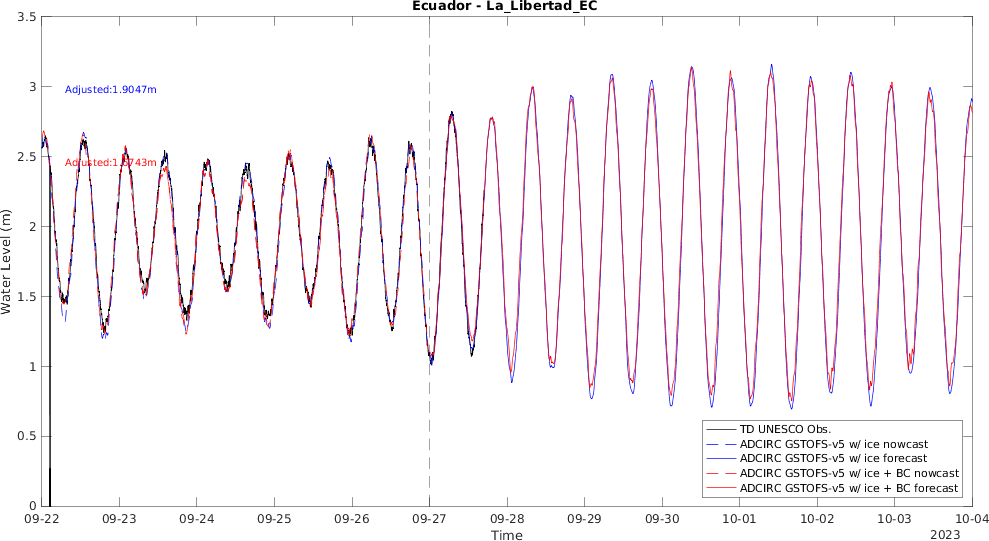 Ecuador - La_Libertad_EC
3.5
3
2.5
2
1.5
1
0.5
0
Water Level (m)
Adjusted:1.9047m
Adjusted:1.6743m
TD UNESCO Obs.
ADCIRC GSTOFS-v5 w/ ice nowcast
ADCIRC GSTOFS-v5 w/ ice forecast
ADCIRC GSTOFS-v5 w/ ice + BC nowcast
ADCIRC GSTOFS-v5 w/ ice + BC forecast
09-22 09-23 09-24 09-25 09-26 09-27 09-28 09-29 09-30 10-01 10-02 10-03 10-04
Time
2023